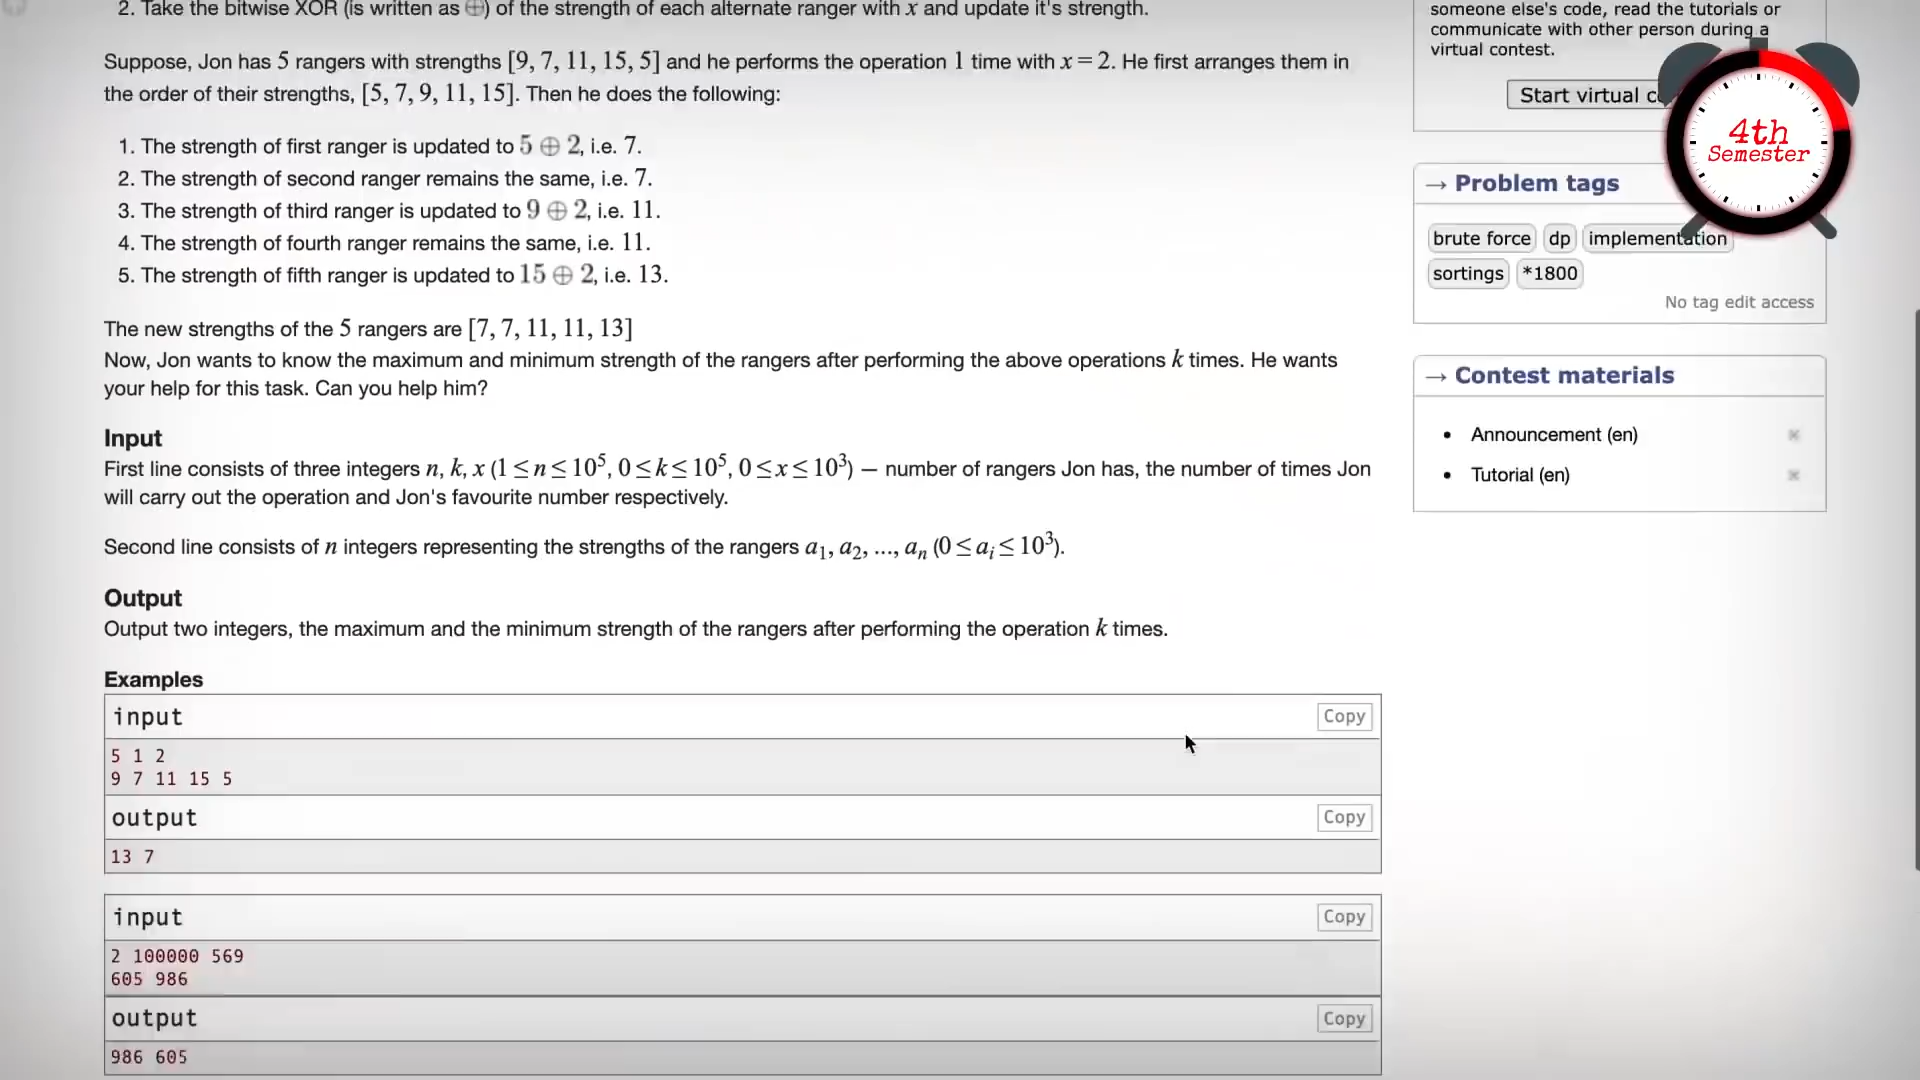 2. Take the bitwise XOR (is written as ⊕) of the strength of each alternate ranger with x and update it's strength.
Suppose, Jon has 5 rangers with strengths [9, 7, 11, 15, 5] and he performs the operation 1 time with x = 2. He first arranges them in
the order of their strengths, [5, 7, 9, 11, 15]. Then he does the following:
1. The strength of first ranger is updated to 5 ⊕ 2, i.e. 7.
2. The strength of second ranger remains the same, i.e. 7.
3. The strength of third ranger is updated to 9 ⊕ 2, i.e. 11.
4. The strength of fourth ranger remains the same, i.e. 11.
5. The strength of fifth ranger is updated to 15 ⊕ 2, i.e. 13.
The new strengths of the 5 rangers are [7, 7, 11, 11, 13]
Now, Jon wants to know the maximum and minimum strength of the rangers after performing the above operations k times. He wants
your help for this task. Can you help him?
Input
First line consists of three integers n, k, x (1 ≤ n ≤ 10⁵, 0 ≤ k ≤ 10⁵, 0 ≤ x ≤ 10³) — number of rangers Jon has, the number of times Jon
will carry out the operation and Jon's favourite number respectively.
Second line consists of n integers representing the strengths of the rangers a₁, a₂, ..., aₙ (0 ≤ aᵢ ≤ 10³).
Output
Output two integers, the maximum and the minimum strength of the rangers after performing the operation k times.
Examples
input
Copy
5 1 2
9 7 11 15 5
output
Copy
13 7
input
Copy
2 100000 569
605 986
output
Copy
986 605
someone else's code, read the tutorials or
communicate with other person during a
virtual contest.
Start virtual
4th
Semester
→ Problem tags
brute force dp implementation
sortings *1800
No tag edit access
→ Contest materials
• Announcement (en)
• Tutorial (en)